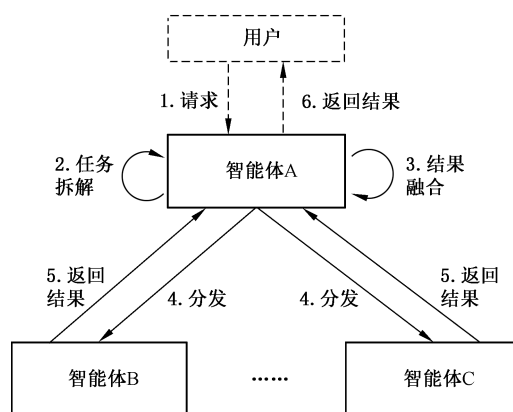 用户
1.请求
6.返回结果
2.任务
拆解
智能体A
3.结果
融合
5.返回
结果
4.分发
4.分发
5.返回
结果
智能体B
……
智能体C